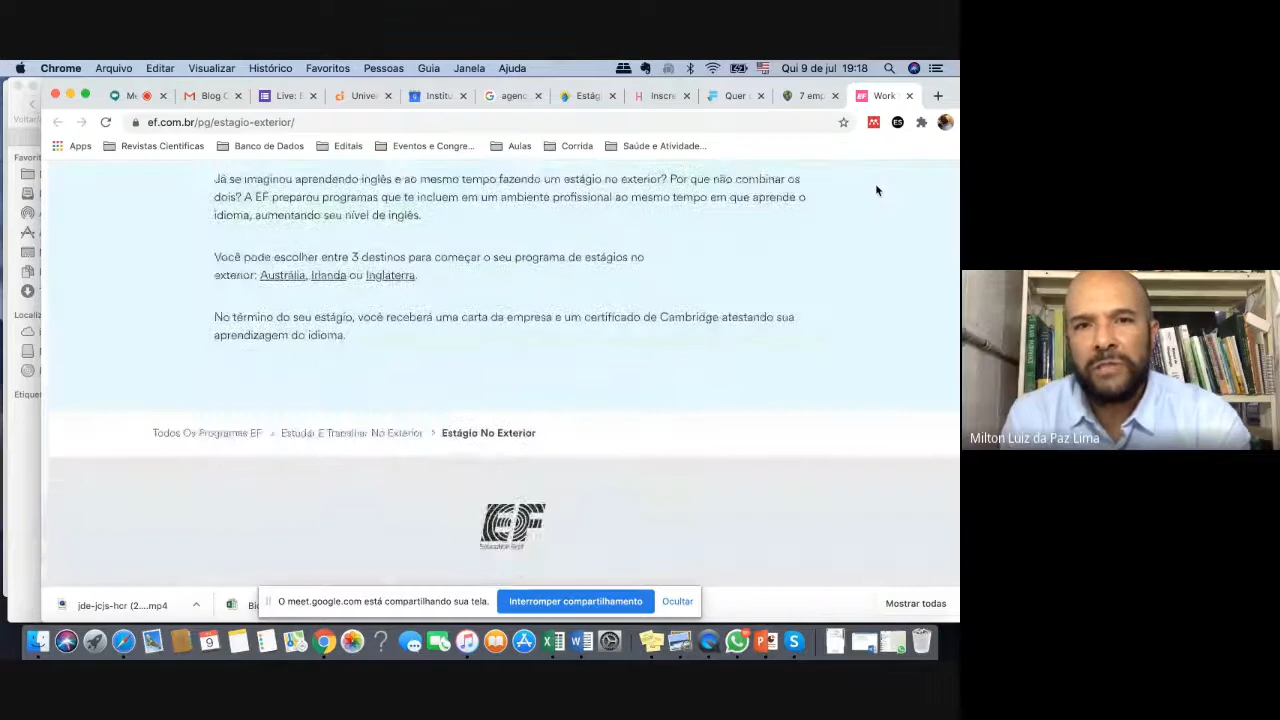 Chrome Arquivo Editar Visualizar Histórico Favoritos Pessoas Guia Janela Ajuda Qui 9 de jul 19:18
Me Blog C Live: E Univer Institu agenc Estág Inscre Quer 7 emp Work
ef.com.br/pg/estagio-exterior/
Apps Revistas Científicas Banco de Dados Editais Eventos e Congre... Aulas Corrida Saúde e Atividade...
Voltar/
Favorit
Já se imaginou aprendendo inglês e ao mesmo tempo fazendo um estágio no exterior? Por que não combinar os
dois? A EF preparou programas que te incluem em um ambiente profissional ao mesmo tempo em que aprende o
idioma, aumentando seu nível de inglês.
Você pode escolher entre 3 destinos para começar o seu programa de estágios no
exterior: Austrália, Irlanda ou Inglaterra.
Localiz
No término do seu estágio, você receberá uma carta da empresa e um certificado de Cambridge atestando sua
aprendizagem do idioma.
Etique
Todos Os Programas EF > Estudar E Trabalhar No Exterior > Estágio No Exterior
EF
Milton Luiz da Paz Lima
jde-jcjs-hcr (2....mp4
O meet.google.com está compartilhando sua tela. Interromper compartilhamento Ocultar
Mostrar todas